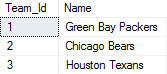 Team_Id Name
1 Green Bay Packers
2 Chicago Bears
3 Houston Texans